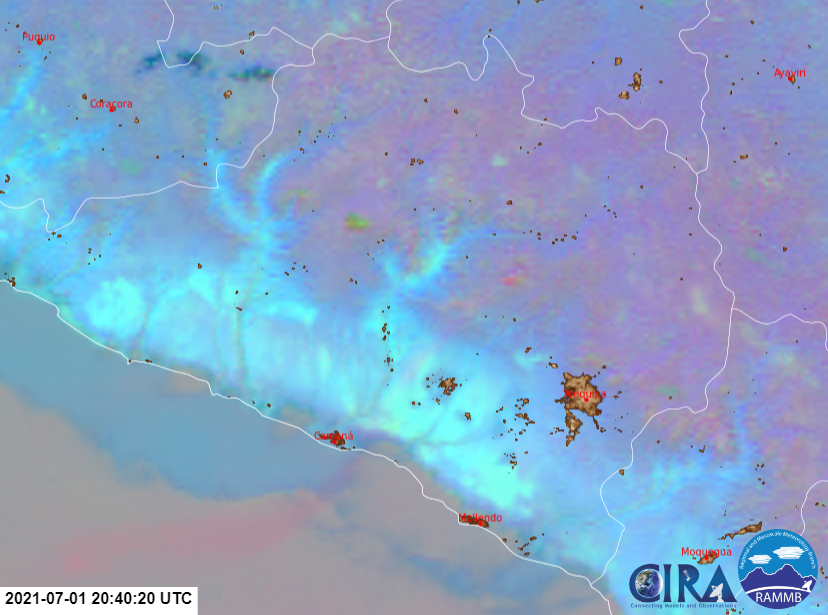 Puquio
Ayaviri
Coracora
Camaná
Mollendo
Moquegua
2021-07-01 20:40:20 UTC
CIRA
Connecting Models and Observations
Regional and Mesoscale Meteorology Branch
RAMMB